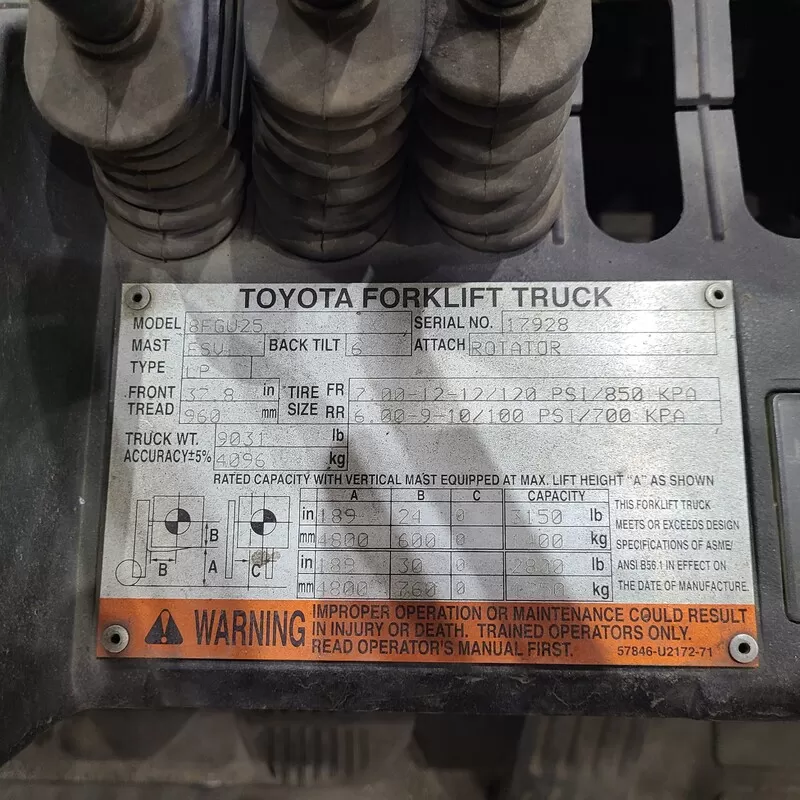 TOYOTA FORKLIFT TRUCK
MODEL 8FGU25 SERIAL NO. 17928
MAST FSV BACK TILT 6 ATTACH ROTATOR
TYPE LP
FRONT TREAD 37.8 in 960 mm
TIRE SIZE FR 7.00-12-12/120 PSI/850 KPA
RR 6.00-9-10/100 PSI/700 KPA
TRUCK WT. 9031 lb
ACCURACY±5% 4096 kg
RATED CAPACITY WITH VERTICAL MAST EQUIPPED AT MAX. LIFT HEIGHT "A" AS SHOWN
A B C CAPACITY
in 189 24 0 3150 lb
mm 4800 600 0 kg
in 189 30 0 2800 lb
mm 4800 760 0 kg
B A B C
THIS FORKLIFT TRUCK
MEETS OR EXCEEDS DESIGN
SPECIFICATIONS OF ASME/
ANSI B56.1 IN EFFECT ON
THE DATE OF MANUFACTURE.
WARNING
IMPROPER OPERATION OR MAINTENANCE COULD RESULT
IN INJURY OR DEATH. TRAINED OPERATORS ONLY.
READ OPERATOR'S MANUAL FIRST.
57846-U2172-71